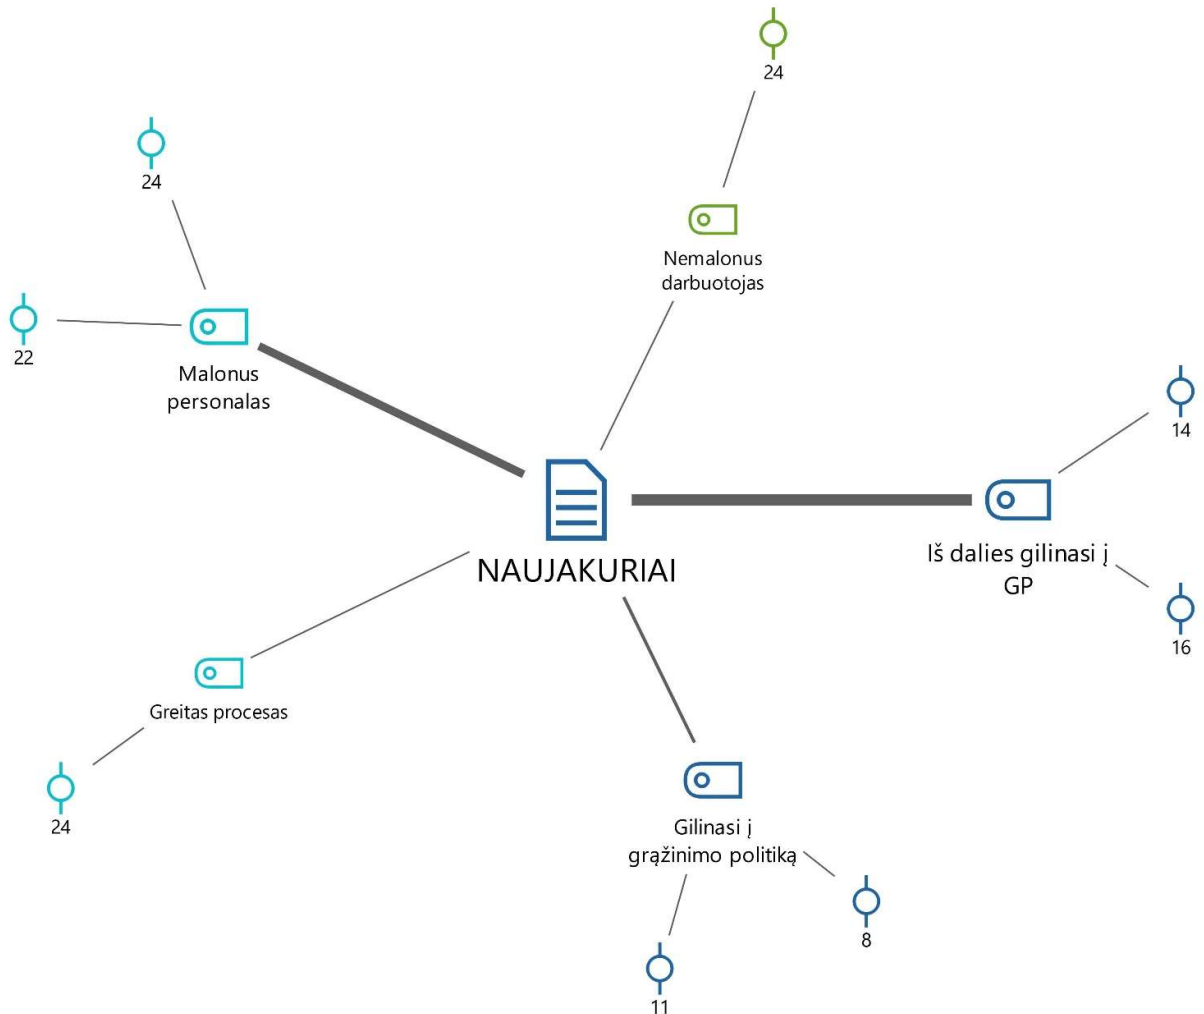 24
24
Nemalonus
darbuotojas
22
Malonus
personalas
14
Iš dalies gilinasi į
GP
NAUJAKURIAI
16
Greitas procesas
24
Gilinasi į
grąžinimo politiką
8
11